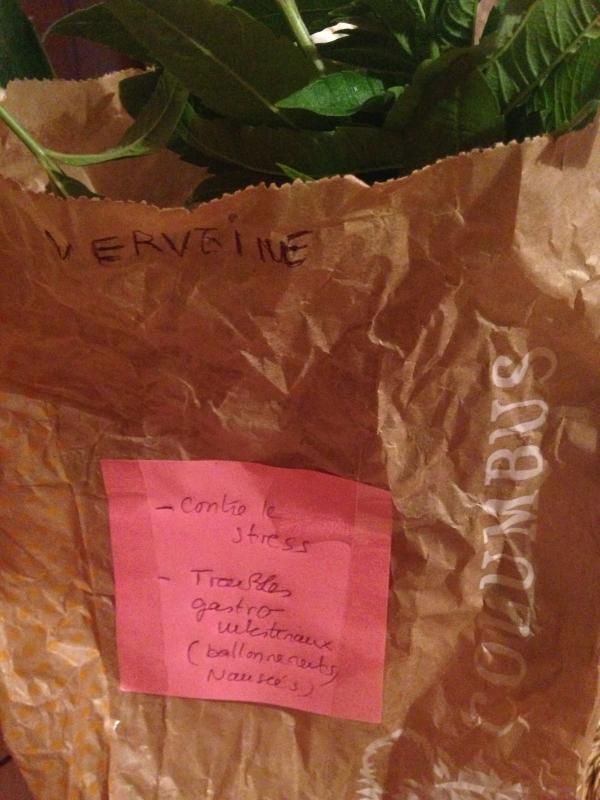 VERVEINE
- Contre le
stress
- Troubles
gastro
intestinaux
(ballonnements,
Nausées)
COLUMBUS